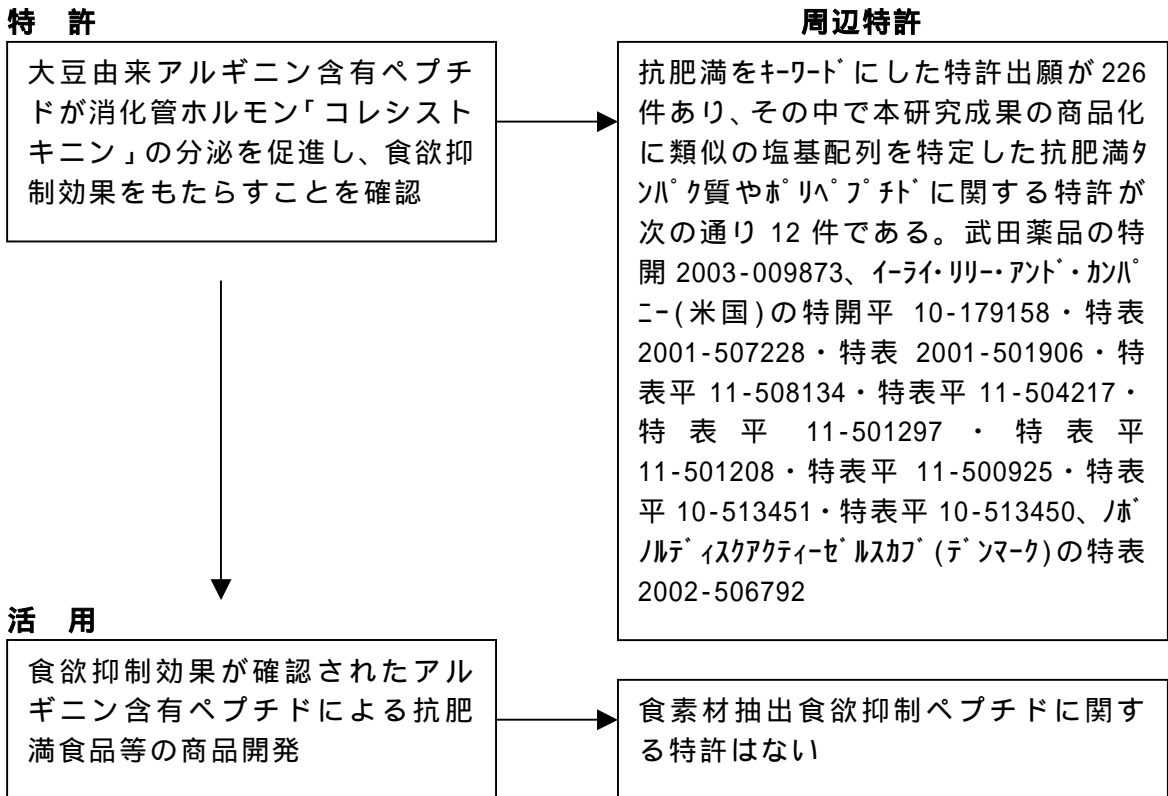 特　許
大豆由来アルギニン含有ペプチ
ドが消化管ホルモン「コレシスト
キニン」の分泌を促進し、食欲抑
制効果をもたらすことを確認
周辺特許
抗肥満をｷｰﾜｰﾄﾞにした特許出願が 226
件あり、その中で本研究成果の商品化
に類似の塩基配列を特定した抗肥満ﾀ
ﾝﾊﾟｸ質やﾎﾟﾘﾍﾟﾌﾟﾁﾄﾞに関する特許が
次の通り 12 件である。武田薬品の特
開 2003-009873、ｲｰﾗｲ･ﾘﾘｰ･ｱﾝﾄﾞ･ｶﾝﾊﾟ
ﾆｰ(米国)の特開平 10-179158・特表
2001-507228・特表 2001-501906・特
表平 11-508134・特表平 11-504217・
特 表 平 11-501297 ・ 特 表 平
11-501208・特表平 11-500925・特表
平 10-513451・特表平 10-513450、ﾉﾎﾞ
ﾉﾙﾃﾞｨｽｸｱｸﾃｨｰｾﾞﾙｽｶﾌﾞ(ﾃﾞﾝﾏｰｸ)の特表
2002-506792
活　用
食欲抑制効果が確認されたアル
ギニン含有ペプチドによる抗肥
満食品等の商品開発
食素材抽出食欲抑制ペプチドに関す
る特許はない